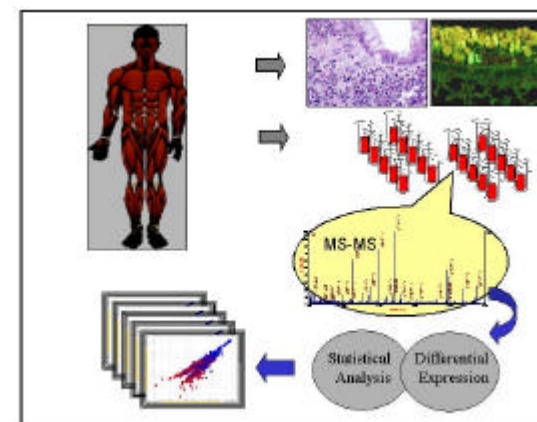 MS-MS
Statistical
Analysis
Differential
Expression